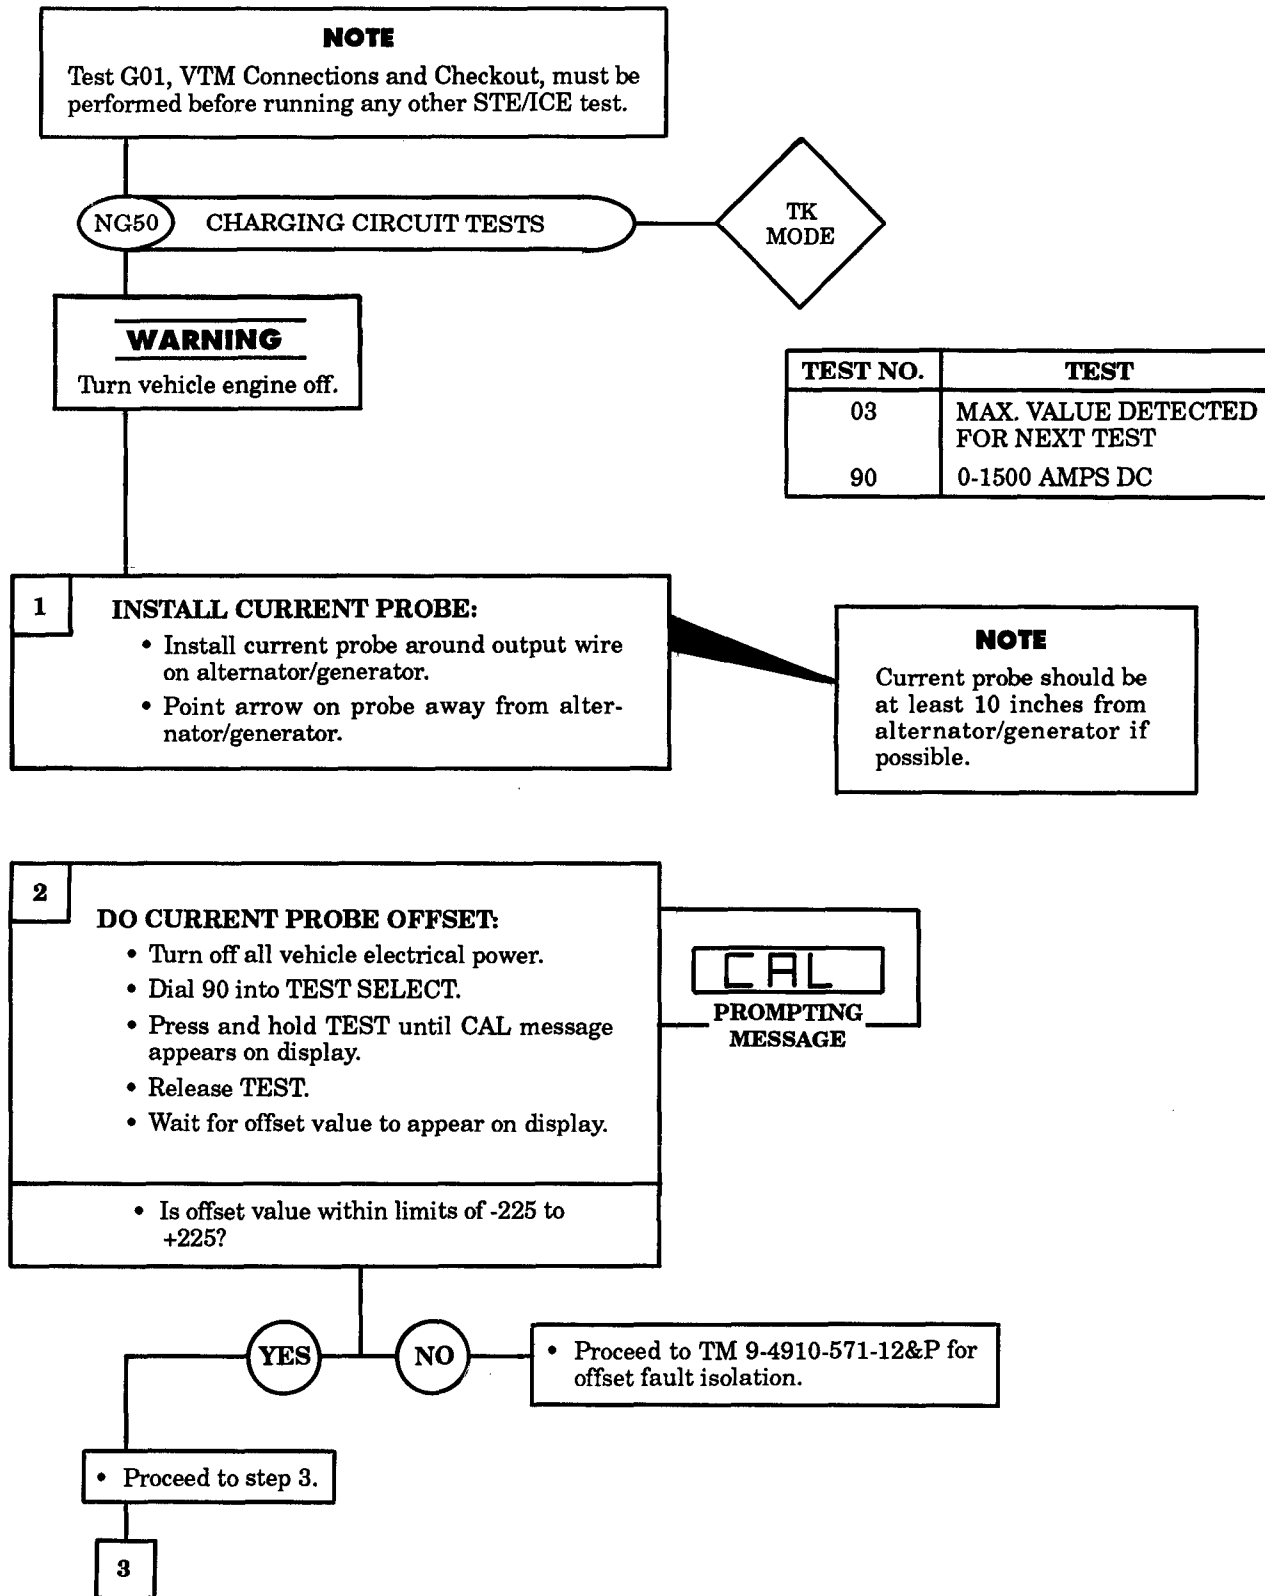 NOTE
Test G01, VTM Connections and Checkout, must be
performed before running any other STE/ICE test.
NG50 CHARGING CIRCUIT TESTS
TK
MODE
WARNING
Turn vehicle engine off.
TEST NO. TEST
03 MAX. VALUE DETECTED
FOR NEXT TEST
90 0-1500 AMPS DC
1 INSTALL CURRENT PROBE:
• Install current probe around output wire
on alternator/generator.
• Point arrow on probe away from alter-
nator/generator.
NOTE
Current probe should be
at least 10 inches from
alternator/generator if
possible.
2
DO CURRENT PROBE OFFSET:
• Turn off all vehicle electrical power.
• Dial 90 into TEST SELECT.
• Press and hold TEST until CAL message
appears on display.
• Release TEST.
• Wait for offset value to appear on display.
CAL
PROMPTING
MESSAGE
• Is offset value within limits of -225 to
+225?
YES NO
• Proceed to TM 9-4910-571-12&P for
offset fault isolation.
• Proceed to step 3.
3